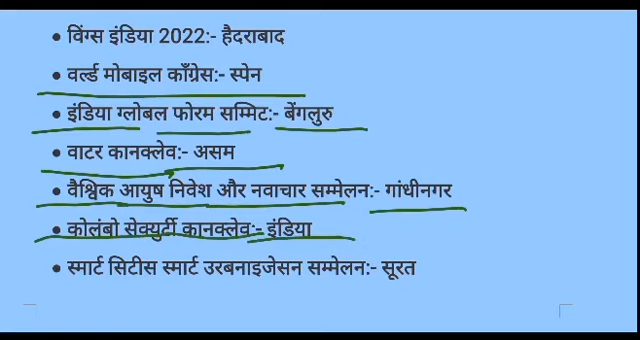 • विंग्स इंडिया 2022:- हैदराबाद
• वर्ल्ड मोबाइल काँग्रेस:- स्पेन
• इंडिया ग्लोबल फोरम सम्मिट:- बेंगलुरु
• वाटर कानक्लेव:- असम
• वैश्विक आयुष निवेश और नवाचार सम्मेलन:- गांधीनगर
• कोलंबो सेक्युर्टी कानक्लेव:- इंडिया
• स्मार्ट सिटीस स्मार्ट उरबनाइजेसन सम्मेलन:- सूरत